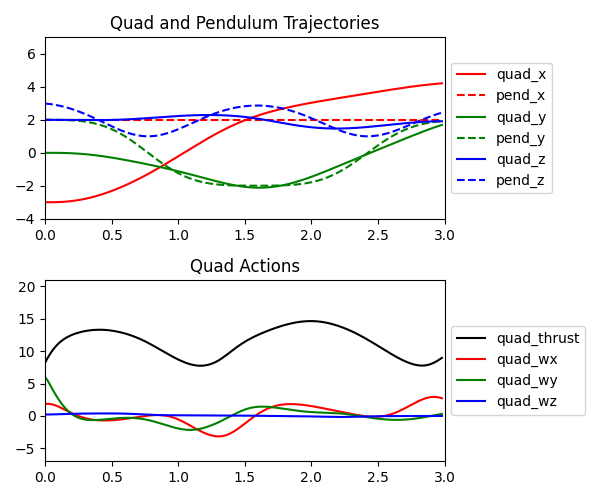 Quad and Pendulum Trajectories
6
4
2
0
−2
−4
0.0 0.5 1.0 1.5 2.0 2.5 3.0
quad_x
pend_x
quad_y
pend_y
quad_z
pend_z
Quad Actions
20
15
10
5
0
−5
0.0 0.5 1.0 1.5 2.0 2.5 3.0
quad_thrust
quad_wx
quad_wy
quad_wz